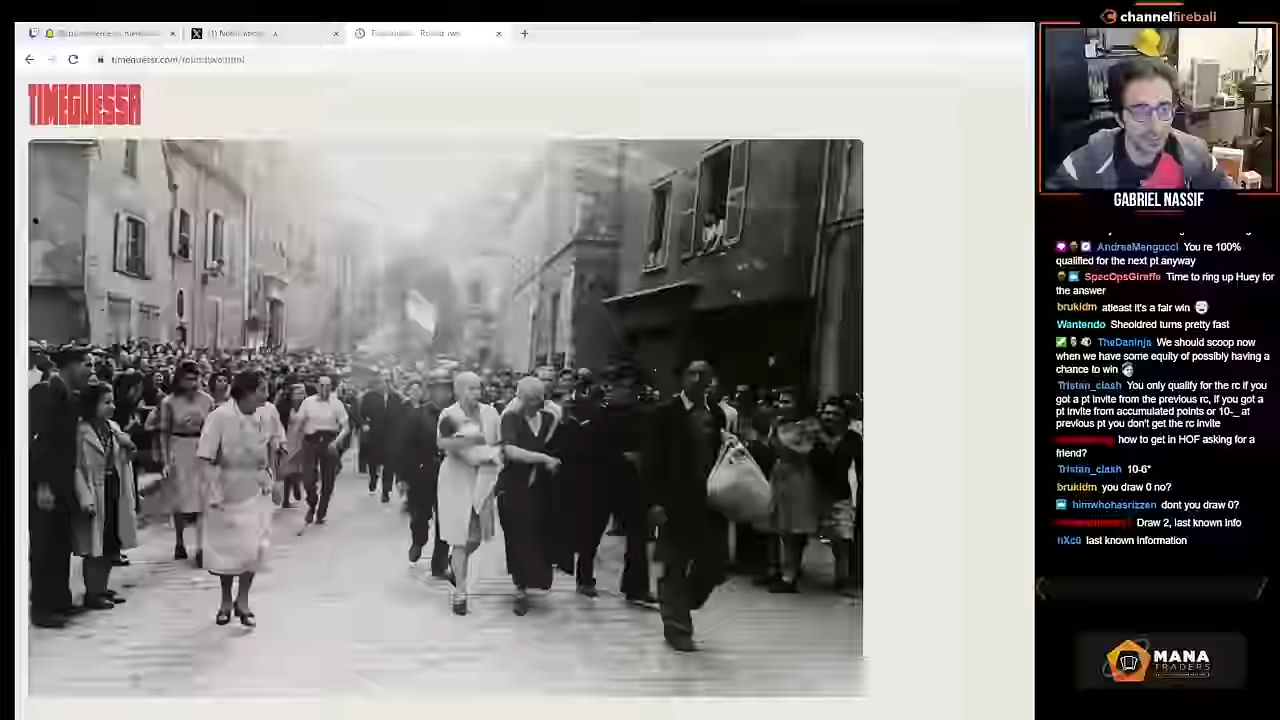 timeguessr.com/roundtwo.html
TIMEGUESSR
channelfireball
GABRIEL NASSIF
AndreaMengucci You re 100%
qualified for the next pt anyway
SpecOpsGiraffe Time to ring up Huey for
the answer
brukidm atleast it's a fair win
Wantendo Sheoldred turns pretty fast
TheDaninja We should scoop now
when we have some equity of possibly having a
chance to win
Tristan_clash You only qualify for the rc if you
got a pt invite from the previous rc, if you got a
pt invite from accumulated points or 10-_ at
previous pt you don't get the rc invite
how to get in HOF asking for a
friend?
Tristan_clash 10-6*
brukidm you draw 0 no?
himwhohasrizzen dont you draw 0?
Draw 2, last known info
last known information
MANA
TRADERS